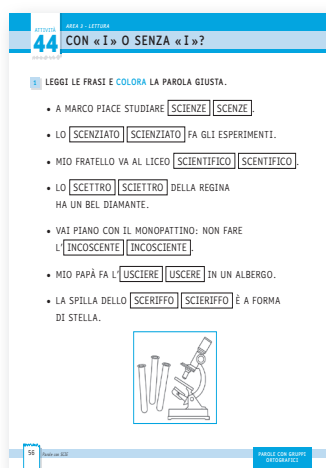 ATTIVITÀ
44
AREA 3 - LETTURA
CON «I» O SENZA «I»?
1 LEGGI LE FRASI E COLORA LA PAROLA GIUSTA.
• A MARCO PIACE STUDIARE SCIENZE SCENZE.
• LO SCENZIATO SCIENZIATO FA GLI ESPERIMENTI.
• MIO FRATELLO VA AL LICEO SCIENTIFICO SCENTIFICO.
• LO SCETTRO SCIETTRO DELLA REGINA
HA UN BEL DIAMANTE.
• VAI PIANO CON IL MONOPATTINO: NON FARE
L'INCOSCENTE INCOSCIENTE.
• MIO PAPÀ FA L'USCIERE USCERE IN UN ALBERGO.
• LA SPILLA DELLO SCERIFFO SCIERIFFO È A FORMA
DI STELLA.
56
Parole con
PAROLE CON GRUPPI
ORTOGRAFICI